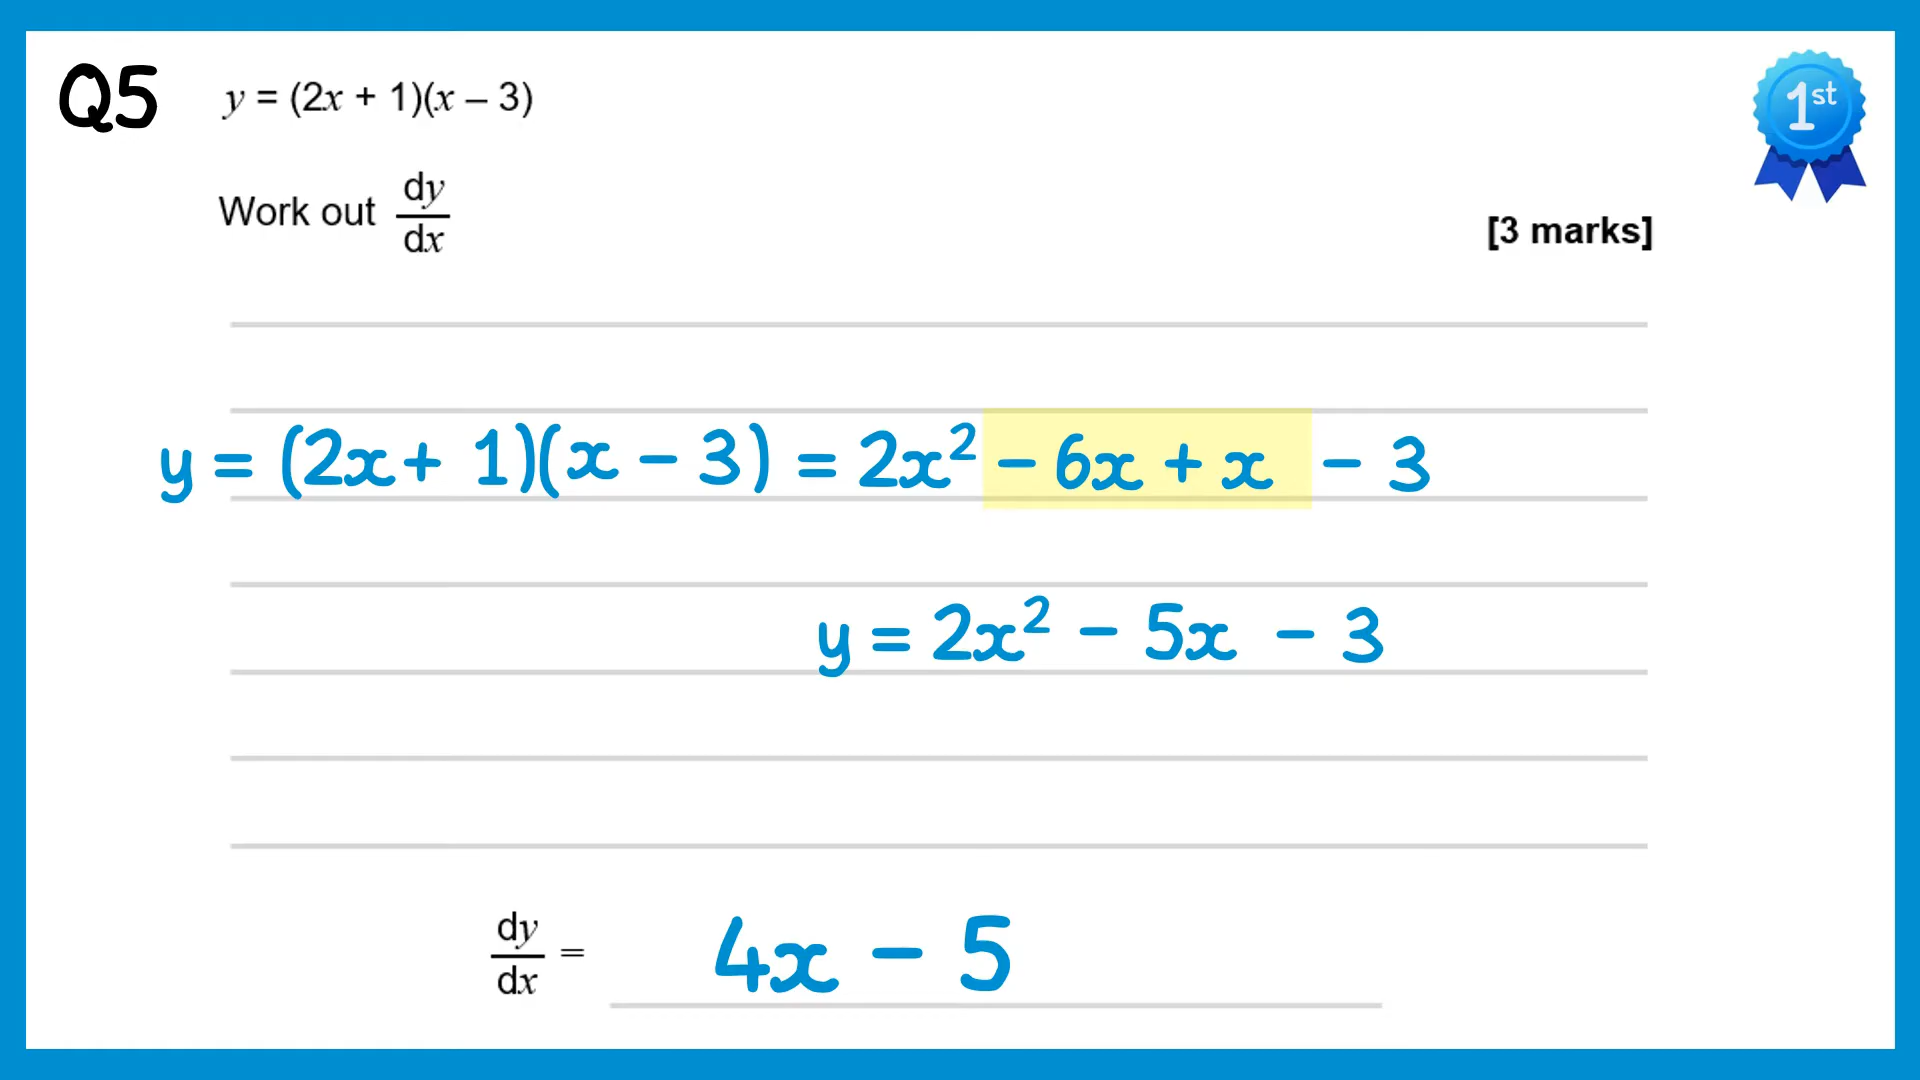 Q5 y = (2x + 1)(x – 3)
1st
Work out dy/dx
[3 marks]
y = (2x + 1)(x − 3) = 2x² − 6x + x − 3
y = 2x² − 5x − 3
dy/dx = 4x − 5